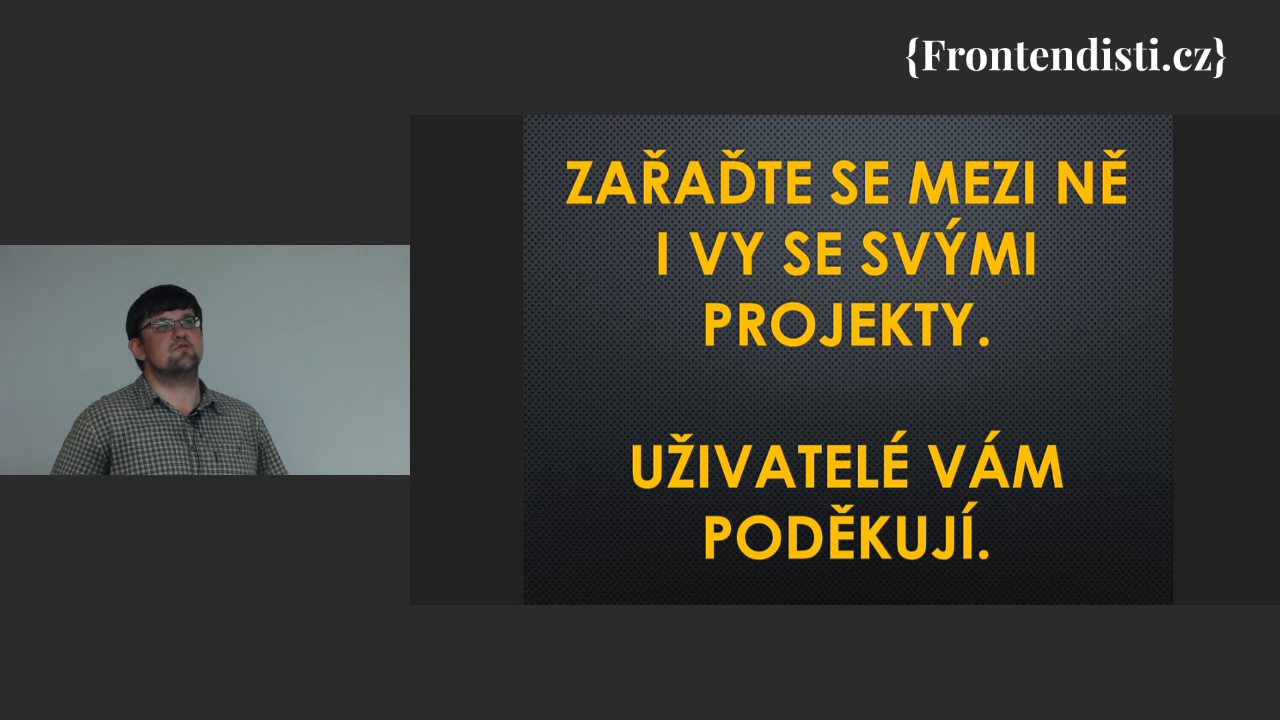 {Frontendisti.cz}
ZAŘAĎTE SE MEZI NĚ
I VY SE SVÝMI
PROJEKTY.
UŽIVATELÉ VÁM
PODĚKUJÍ.